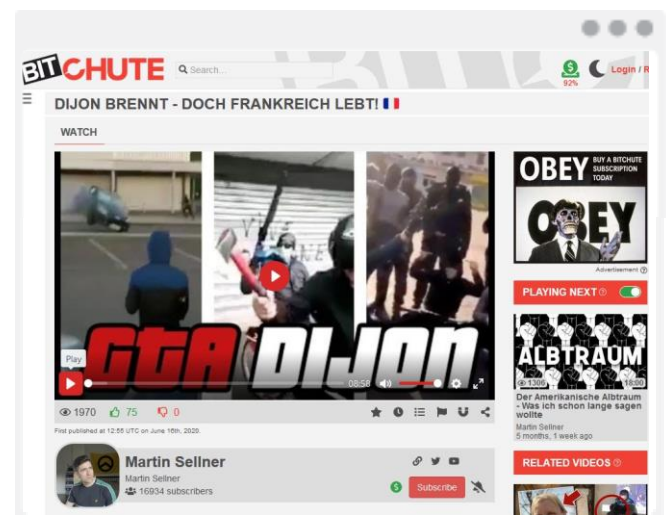 BITCHUTE
Search...
92%
Login / R
DIJON BRENNT - DOCH FRANKREICH LEBT!
WATCH
GTA DIJON
Play
08:58
1970 75 0
First published at 12:55 UTC on June 16th, 2020.
Martin Sellner
Martin Sellner
16934 subscribers
$ Subscribe
OBEY BUY A BITCHUTE
SUBSCRIPTION
TODAY
OBEY
Advertisement
PLAYING NEXT
ALBTRAUM
1306 18:00
Der Amerikanische Albtraum
- Was ich schon lange sagen
wollte
Martin Sellner
5 months, 1 week ago
RELATED VIDEOS